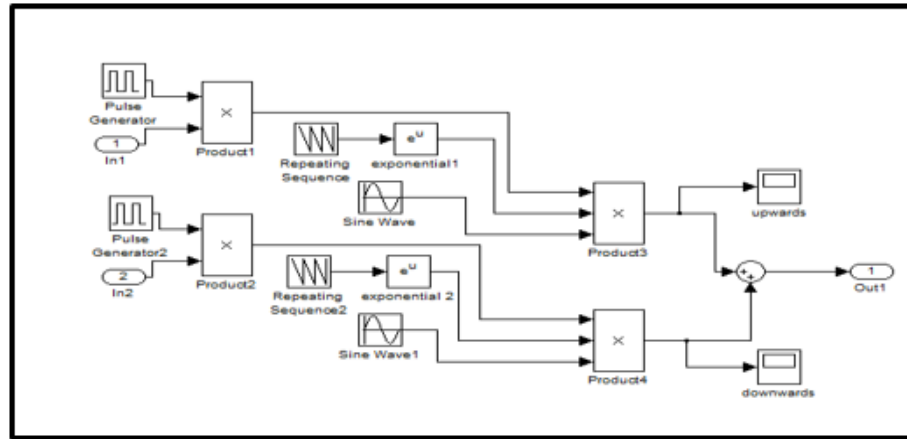 Pulse
Generator
×
1
In1
Product1
Repeating
Sequence
e^u
exponential1
Sine Wave
Pulse
Generator2
×
2
In2
Product2
Repeating
Sequence2
e^u
exponential 2
Sine Wave1
×
Product3
upwards
++
1
Out1
×
Product4
downwards